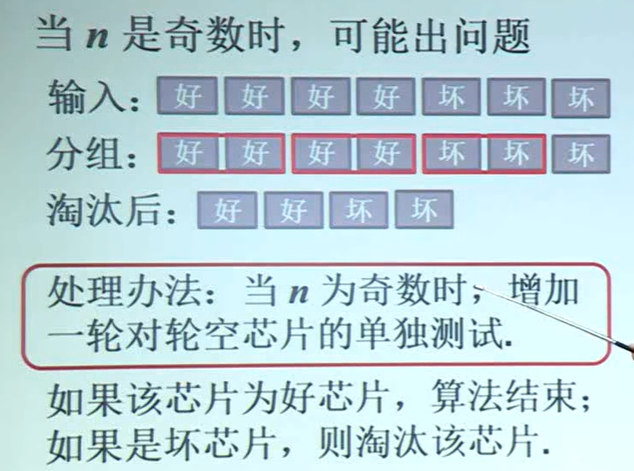 当 n 是奇数时，可能出问题
输入：好 好 好 好 坏 坏 坏
分组：好 好 好 好 坏 坏 坏
淘汰后：好 好 坏 坏
处理办法：当 n 为奇数时，增加
一轮对轮空芯片的单独测试.
如果该芯片为好芯片，算法结束；
如果是坏芯片，则淘汰该芯片.